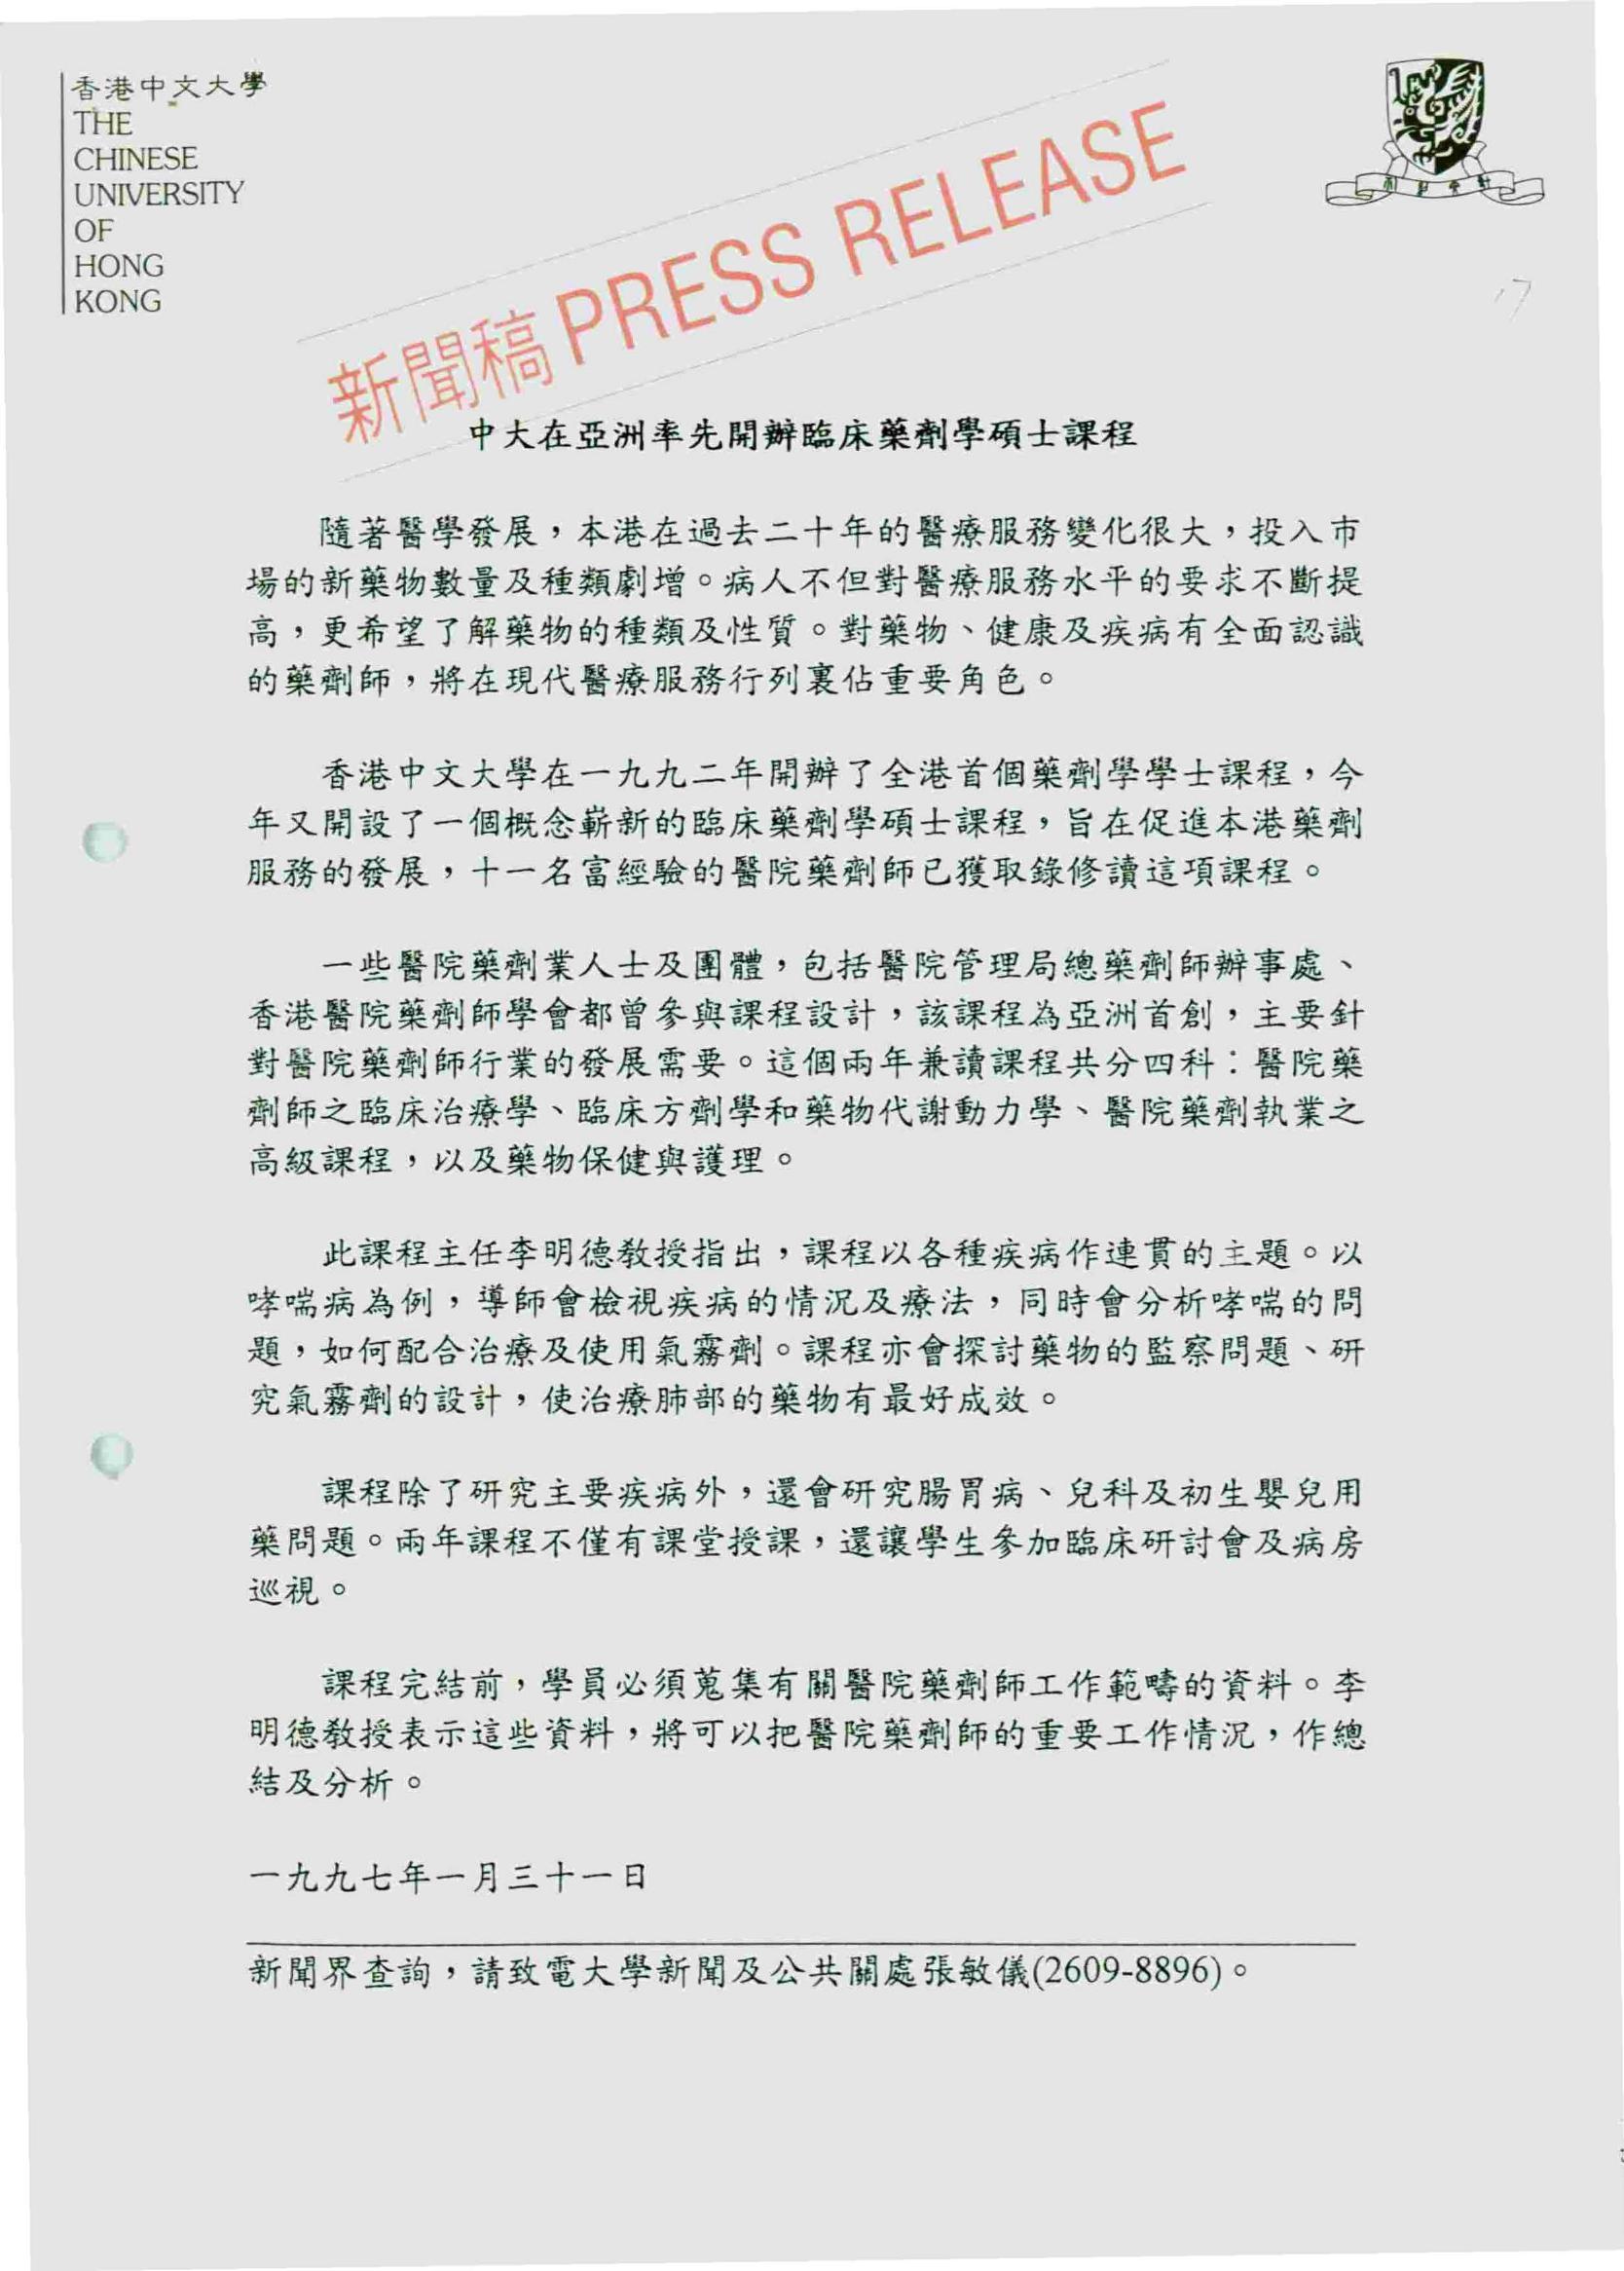 香港中文大學
THE
CHINESE
UNIVERSITY
OF
HONG
KONG
新聞稿 PRESS RELEASE
17
中大在亞洲率先開辦臨床藥劑學碩士課程
隨著醫學發展，本港在過去二十年的醫療服務變化很大，投入市
場的新藥物數量及種類劇增。病人不但對醫療服務水平的要求不斷提
高，更希望了解藥物的種類及性質。對藥物、健康及疾病有全面認識
的藥劑師，將在現代醫療服務行列裏佔重要角色。
香港中文大學在一九九二年開辦了全港首個藥劑學學士課程，今
年又開設了一個概念嶄新的臨床藥劑學碩士課程，旨在促進本港藥劑
服務的發展，十一名富經驗的醫院藥劑師已獲取錄修讀這項課程。
一些醫院藥劑業人士及團體，包括醫院管理局總藥劑師辦事處、
香港醫院藥劑師學會都曾參與課程設計，該課程為亞洲首創，主要針
對醫院藥劑師行業的發展需要。這個兩年兼讀課程共分四科：醫院藥
劑師之臨床治療學、臨床方劑學和藥物代謝動力學、醫院藥劑執業之
高級課程，以及藥物保健與護理。
此課程主任李明德教授指出，課程以各種疾病作連貫的主題。以
哮喘病為例，導師會檢視疾病的情況及療法，同時會分析哮喘的問
題，如何配合治療及使用氣霧劑。課程亦會探討藥物的監察問題、研
究氣霧劑的設計，使治療肺部的藥物有最好成效。
課程除了研究主要疾病外，還會研究腸胃病、兒科及初生嬰兒用
藥問題。兩年課程不僅有課堂授課，還讓學生參加臨床研討會及病房
巡視。
課程完結前，學員必須蒐集有關醫院藥劑師工作範疇的資料。李
明德教授表示這些資料，將可以把醫院藥劑師的重要工作情況，作總
結及分析。
一九九七年一月三十一日
新聞界查詢，請致電大學新聞及公共關處張敏儀(2609-8896)。